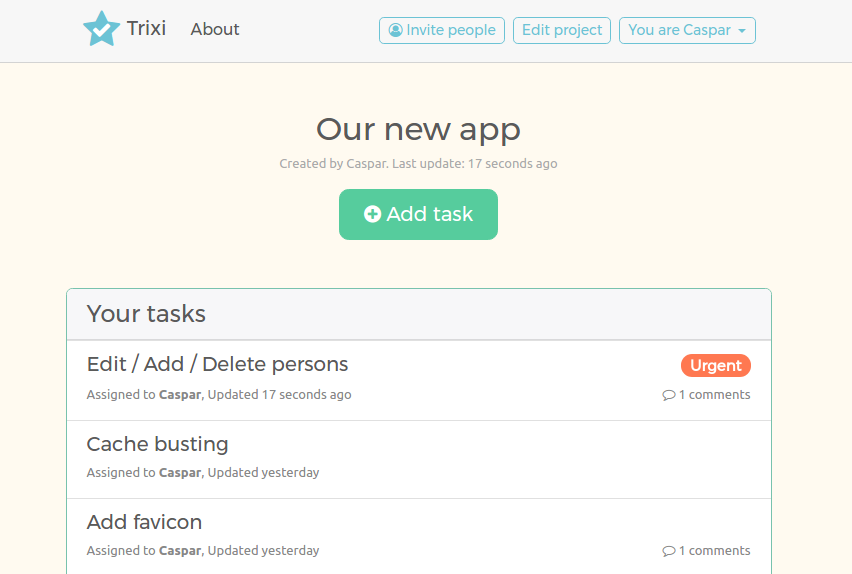 Trixi About Invite people Edit project You are Caspar
Our new app
Created by Caspar. Last update: 17 seconds ago
Add task
Your tasks
Edit / Add / Delete persons Urgent
Assigned to Caspar, Updated 17 seconds ago 1 comments
Cache busting
Assigned to Caspar, Updated yesterday
Add favicon
Assigned to Caspar, Updated yesterday 1 comments